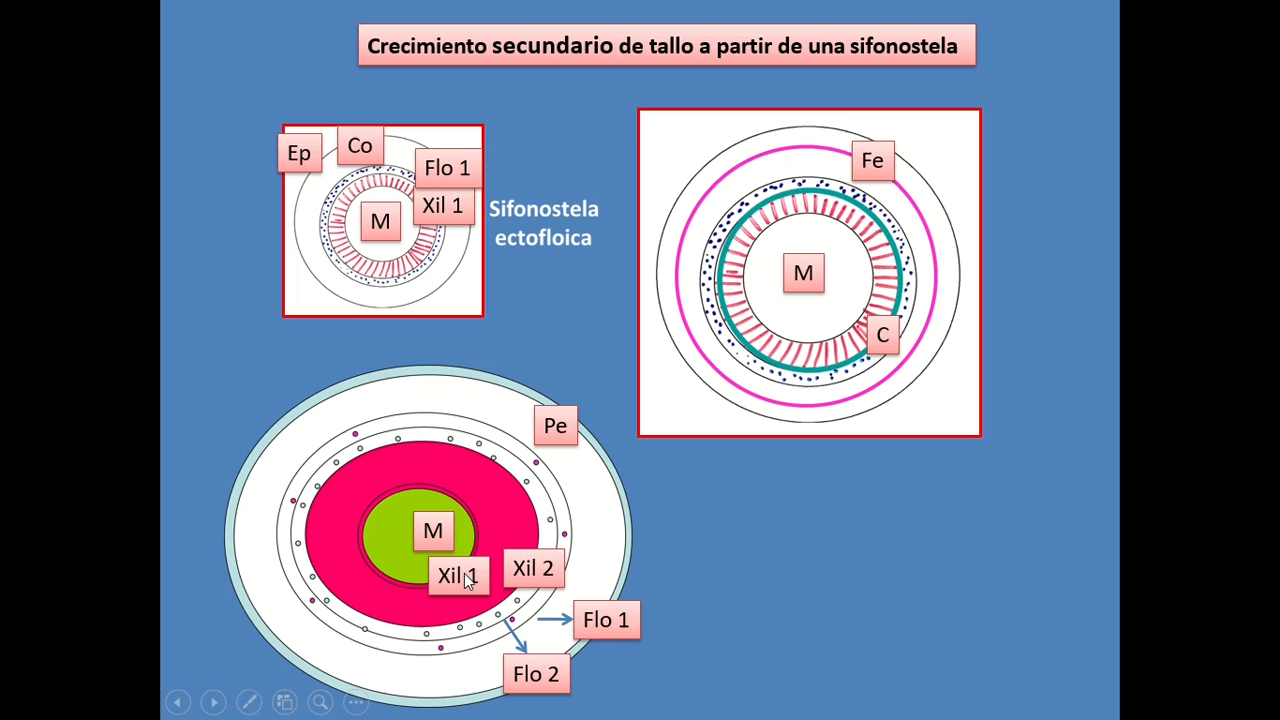 Crecimiento secundario de tallo a partir de una sifonostela
Ep
Co
Flo 1
Xil 1
M
Sifonostela
ectofloica
Fe
M
C
Pe
M
Xil 1
Xil 2
Flo 1
Flo 2